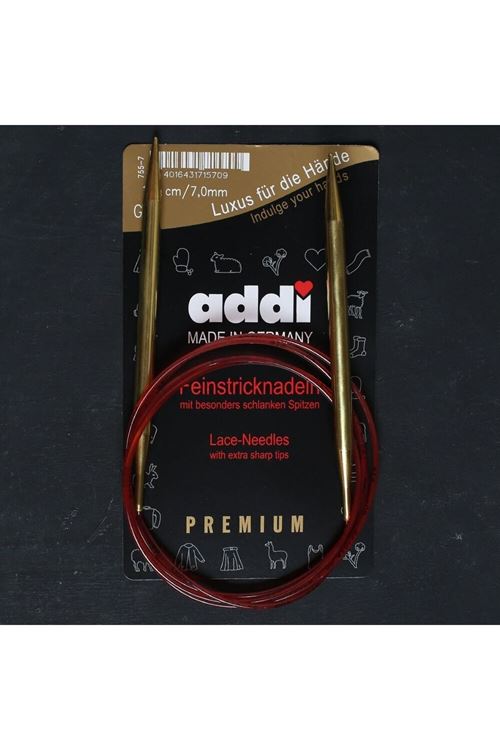 755-7
4016431715709
cm/7,0mm
Luxus für die Hände
Indulge your hands
addi
MADE IN GERMANY
Feinstricknadeln
mit besonders schlanken Spitzen
Lace-Needles
with extra sharp tips
PREMIUM